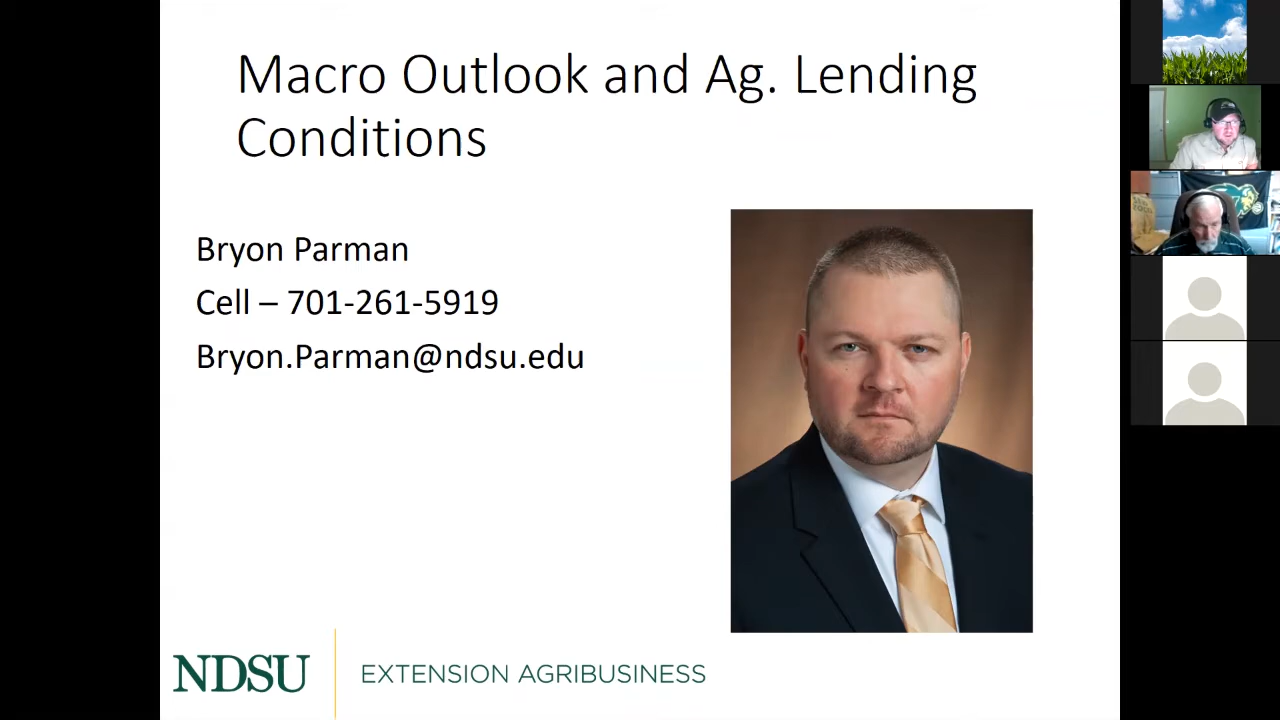 Macro Outlook and Ag. Lending
Conditions
Bryon Parman
Cell – 701-261-5919
Bryon.Parman@ndsu.edu
NDSU
EXTENSION AGRIBUSINESS